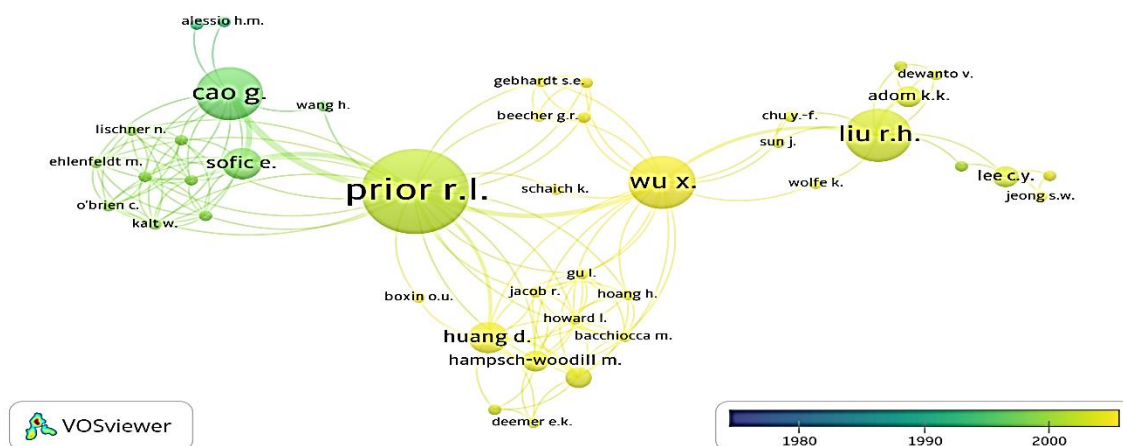 alessio h.m.
cao g.
wang h.
lischner n.
ehlenfeldt m.
sofic e.
o'brien c.
kalt w.
prior r.l.
gebhardt s.e.
beecher g.r.
schaich k.
wu x.
chu y.-f.
sun j.
wolfe k.
dewanto v.
adom k.k.
liu r.h.
lee c.y.
jeong s.w.
gu l.
boxin o.u.
jacob r.
hoang h.
howard l.
huang d.
bacchiocca m.
hampsch-woodill m.
deemer e.k.
VOSviewer
1980 1990 2000